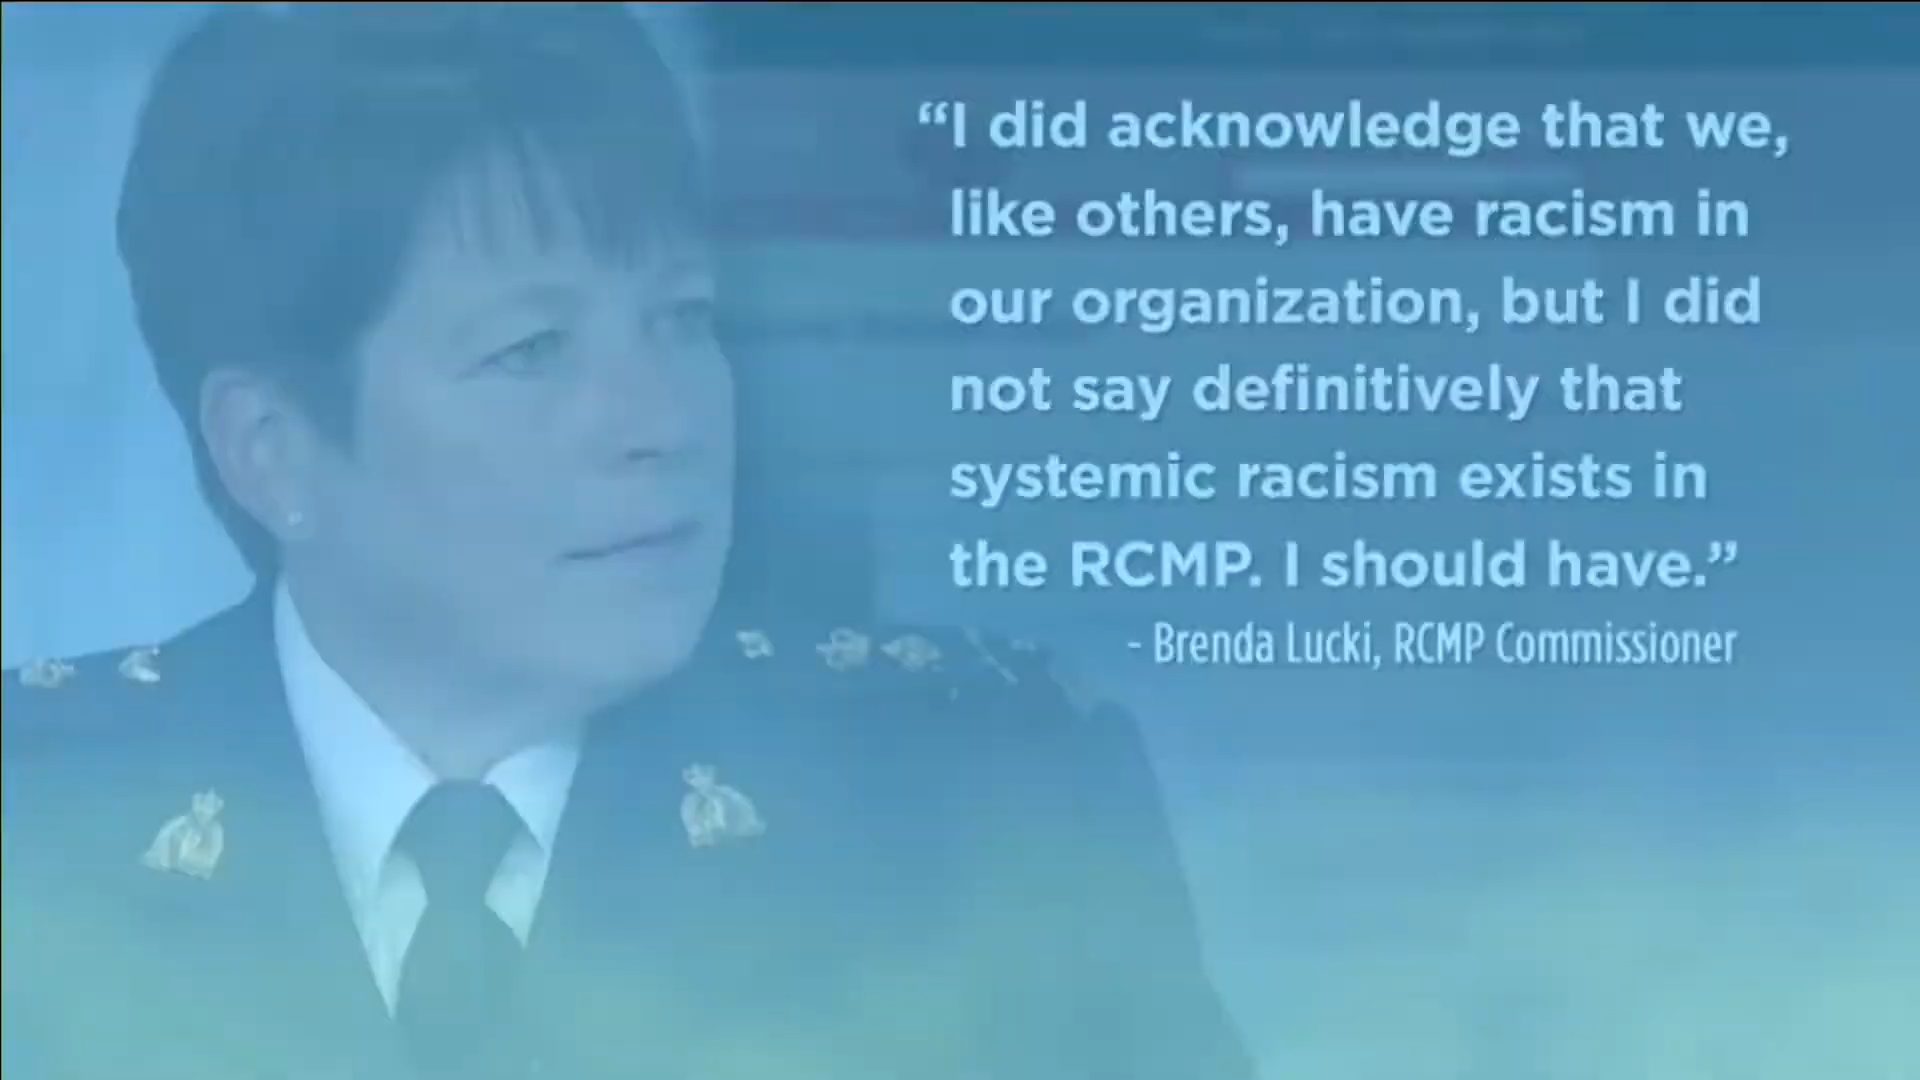 “I did acknowledge that we,
like others, have racism in
our organization, but I did
not say definitively that
systemic racism exists in
the RCMP. I should have.”
- Brenda Lucki, RCMP Commissioner